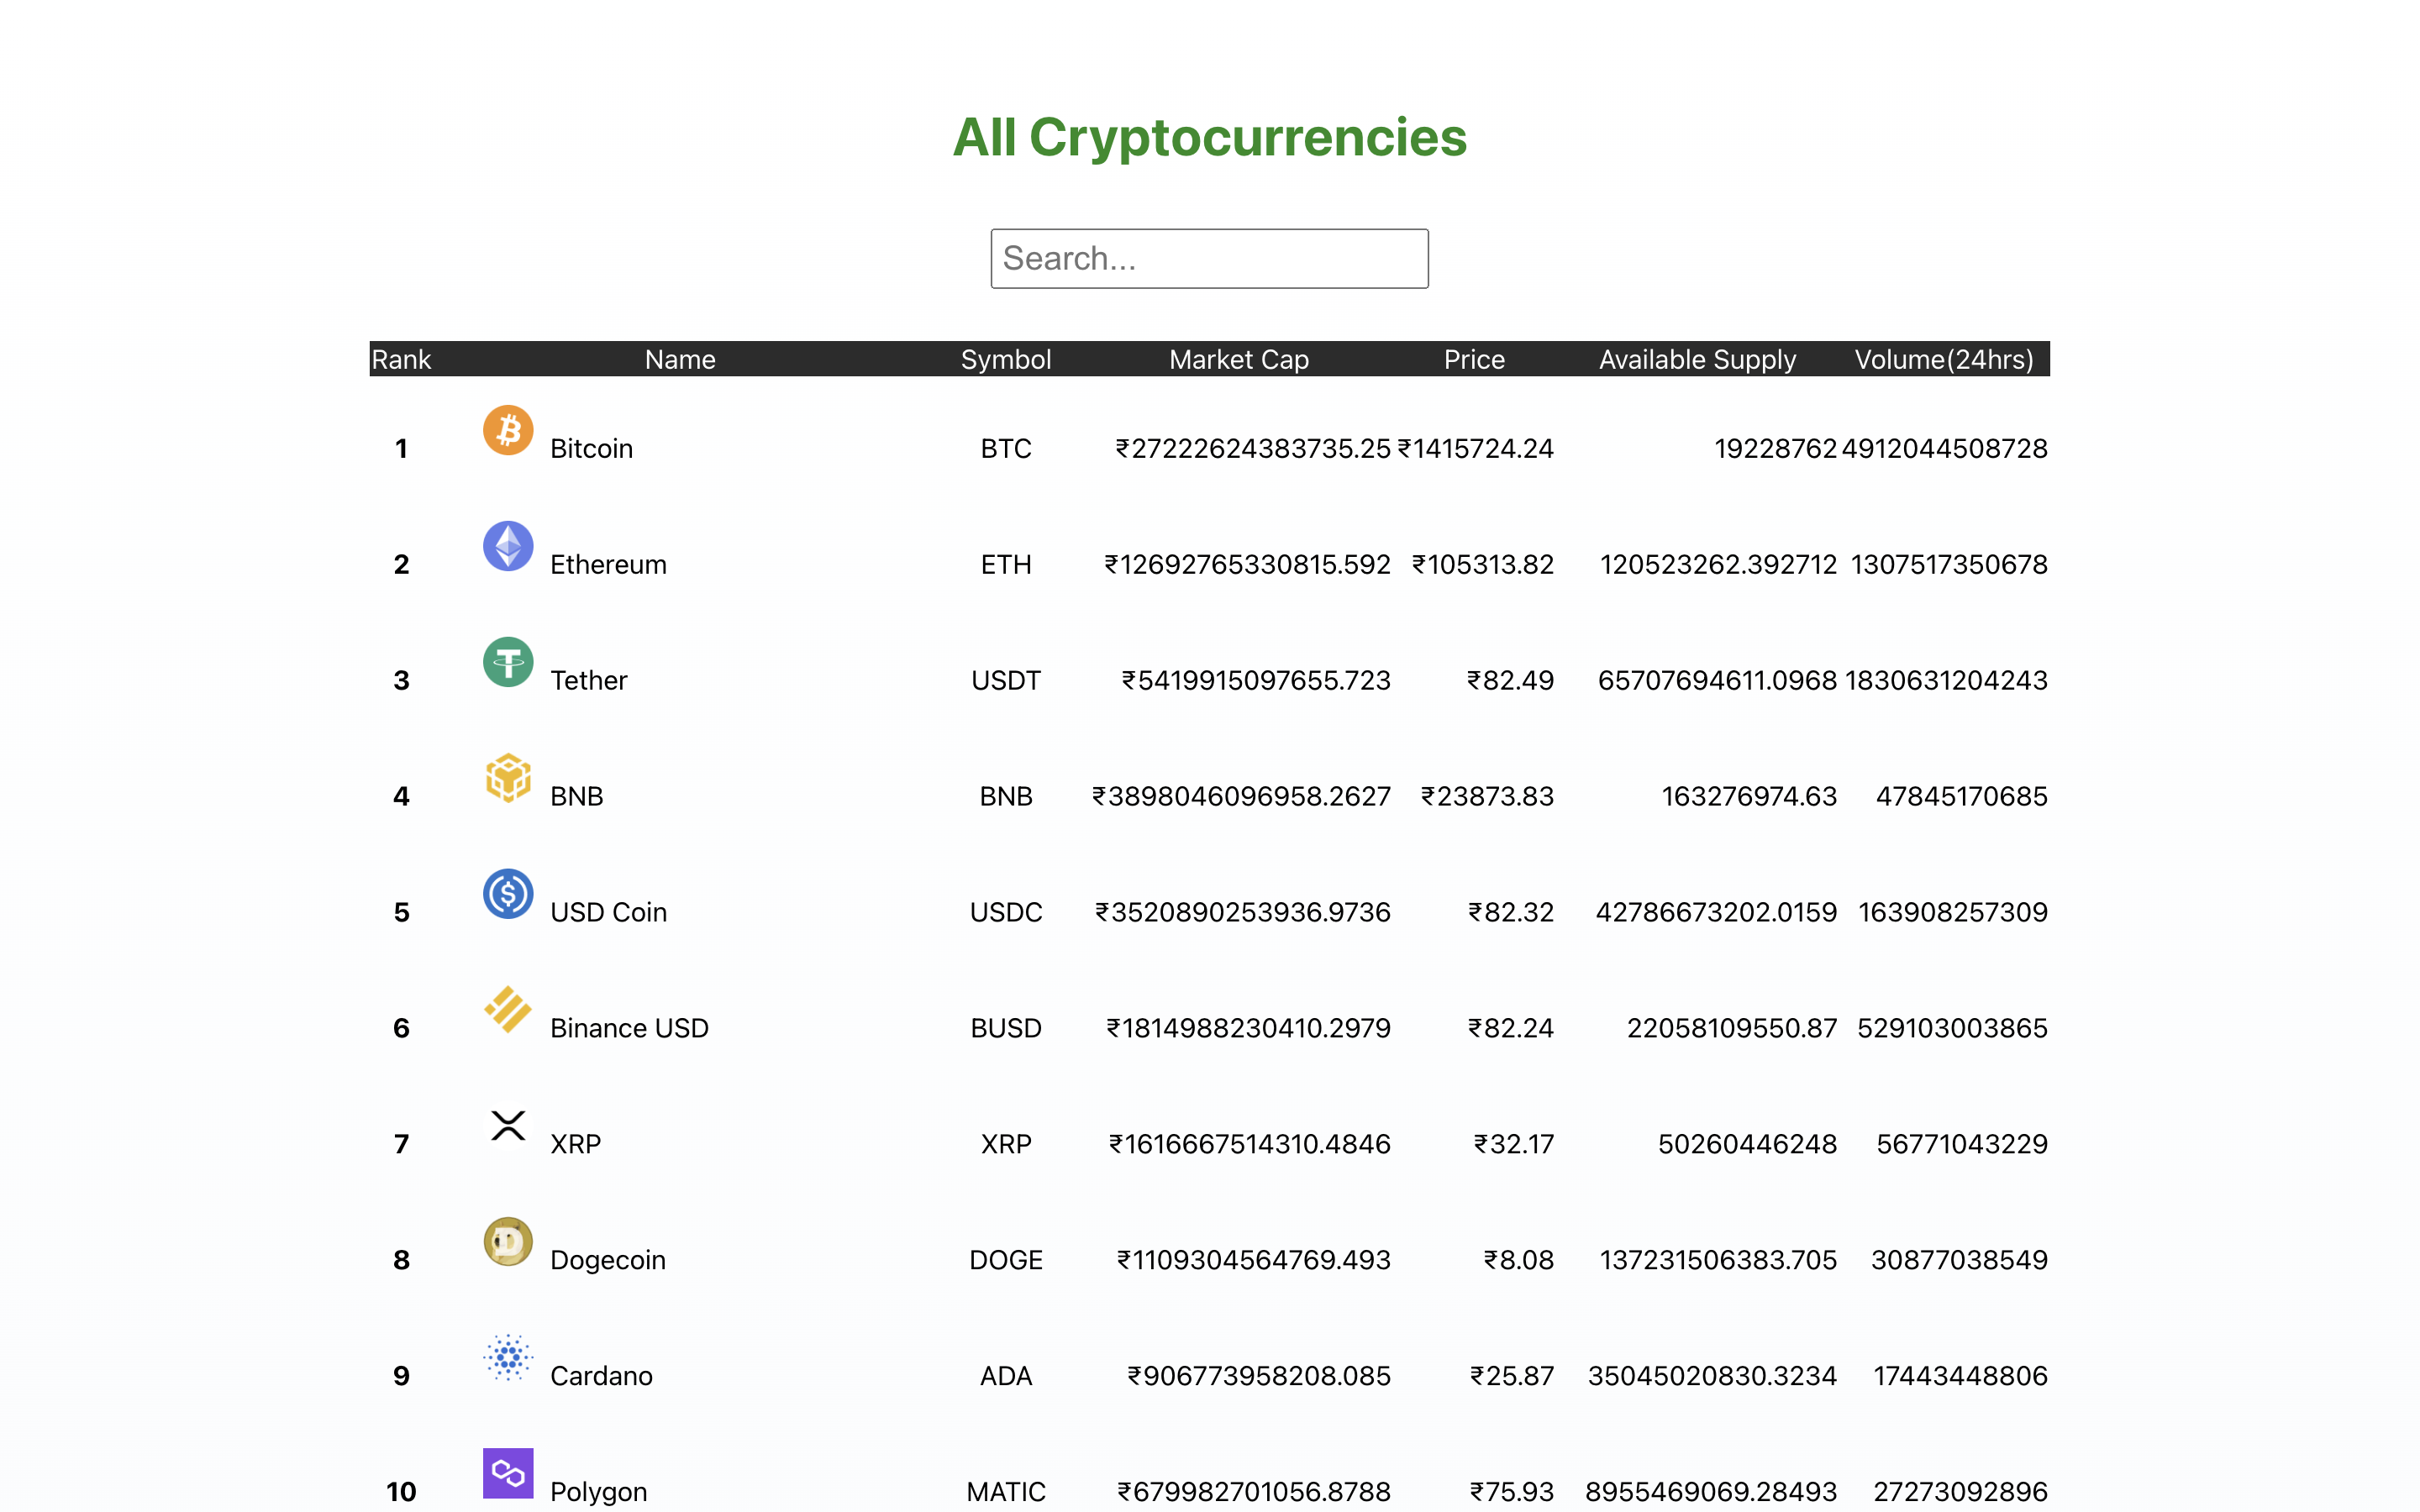 All Cryptocurrencies
Search...
Rank Name Symbol Market Cap Price Available Supply Volume(24hrs)
1 Bitcoin BTC ₹27222624383735.25 ₹1415724.24 19228762 4912044508728
2 Ethereum ETH ₹12692765330815.592 ₹105313.82 120523262.392712 1307517350678
3 Tether USDT ₹5419915097655.723 ₹82.49 65707694611.0968 1830631204243
4 BNB BNB ₹3898046096958.2627 ₹23873.83 163276974.63 47845170685
5 USD Coin USDC ₹3520890253936.9736 ₹82.32 42786673202.0159 163908257309
6 Binance USD BUSD ₹1814988230410.2979 ₹82.24 22058109550.87 529103003865
7 XRP XRP ₹1616667514310.4846 ₹32.17 50260446248 56771043229
8 Dogecoin DOGE ₹1109304564769.493 ₹8.08 137231506383.705 30877038549
9 Cardano ADA ₹906773958208.085 ₹25.87 35045020830.3234 17443448806
10 Polygon MATIC ₹679982701056.8788 ₹75.93 8955469069.28493 27273092896